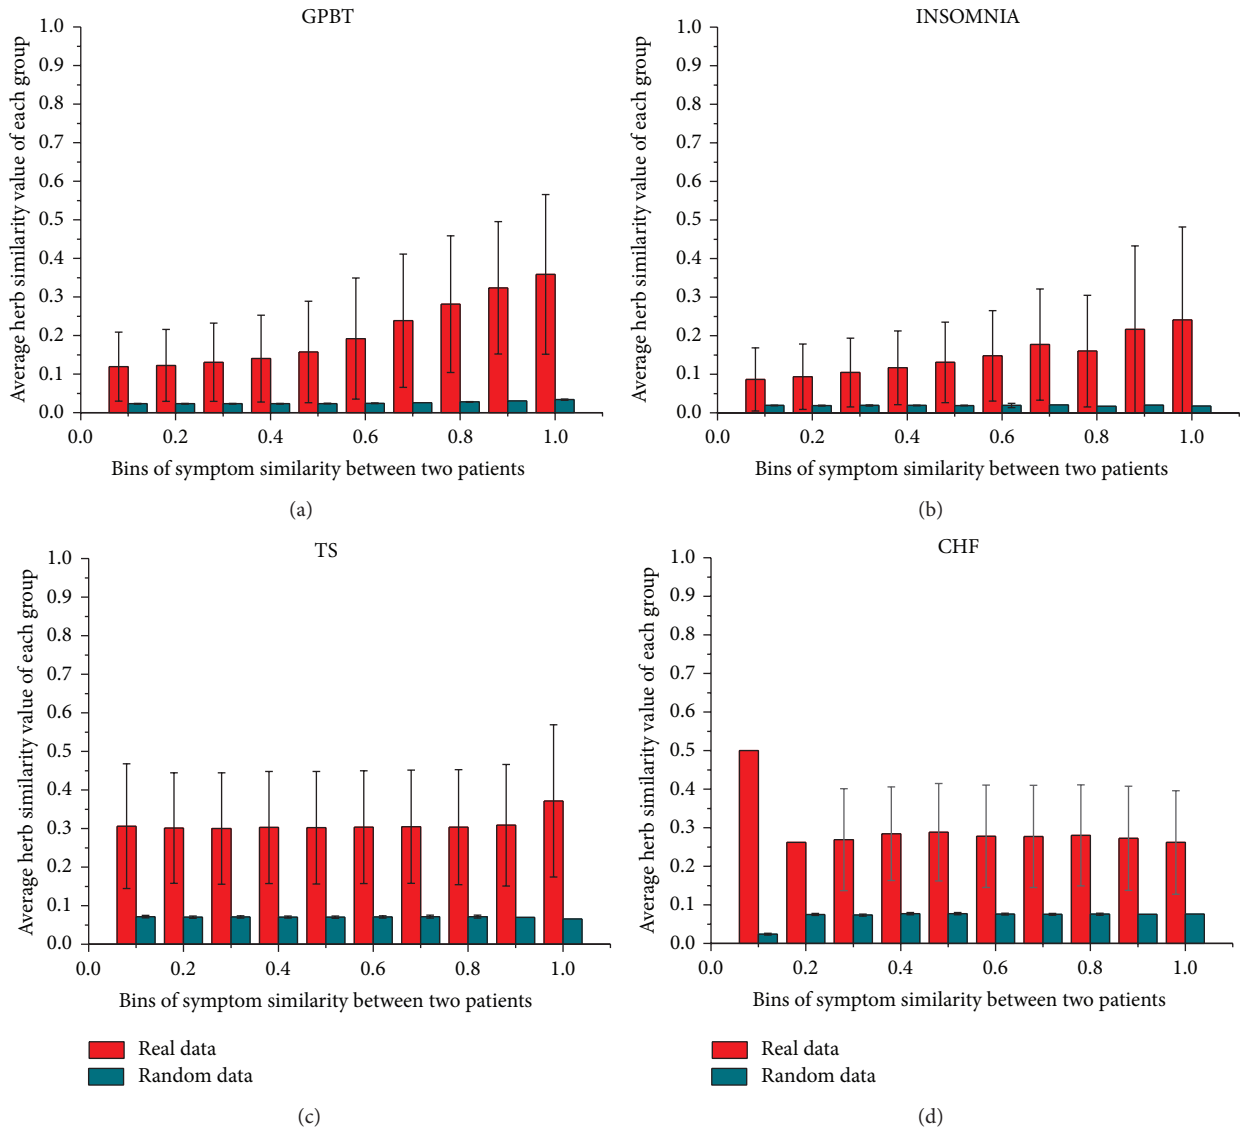 GPBT
Average herb similarity value of each group
1.0
0.9
0.8
0.7
0.6
0.5
0.4
0.3
0.2
0.1
0.0
0.0 0.2 0.4 0.6 0.8 1.0
Bins of symptom similarity between two patients
(a)
INSOMNIA
Average herb similarity value of each group
1.0
0.9
0.8
0.7
0.6
0.5
0.4
0.3
0.2
0.1
0.0
0.0 0.2 0.4 0.6 0.8 1.0
Bins of symptom similarity between two patients
(b)
TS
Average herb similarity value of each group
1.0
0.9
0.8
0.7
0.6
0.5
0.4
0.3
0.2
0.1
0.0
0.0 0.2 0.4 0.6 0.8 1.0
Bins of symptom similarity between two patients
Real data
Random data
(c)
CHF
Average herb similarity value of each group
1.0
0.9
0.8
0.7
0.6
0.5
0.4
0.3
0.2
0.1
0.0
0.0 0.2 0.4 0.6 0.8 1.0
Bins of symptom similarity between two patients
Real data
Random data
(d)